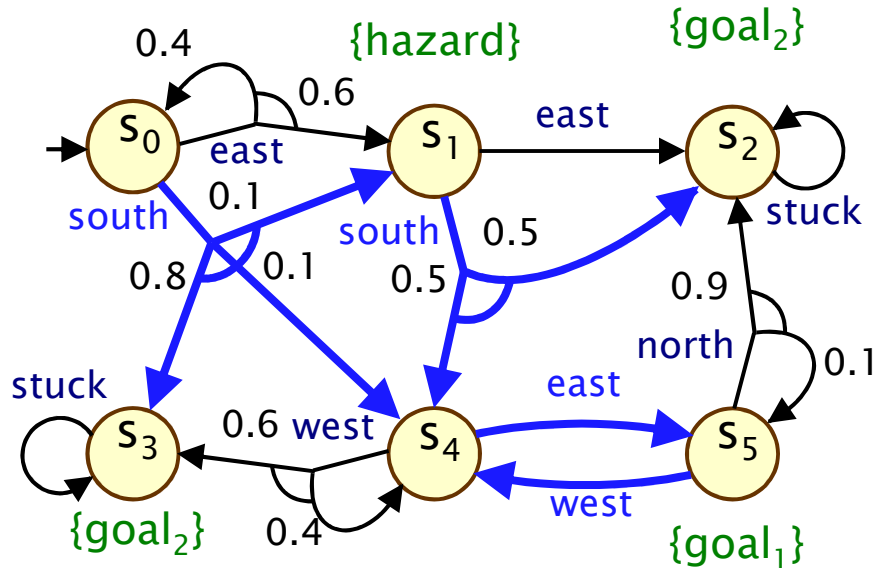 0.4
{hazard}
{goal₂}
0.6
s₀
s₁
s₂
east
east
south
0.1
south
0.5
stuck
0.8
0.1
0.5
0.9
north
0.1
stuck
east
0.6
west
s₃
s₄
s₅
west
0.4
{goal₂}
{goal₁}